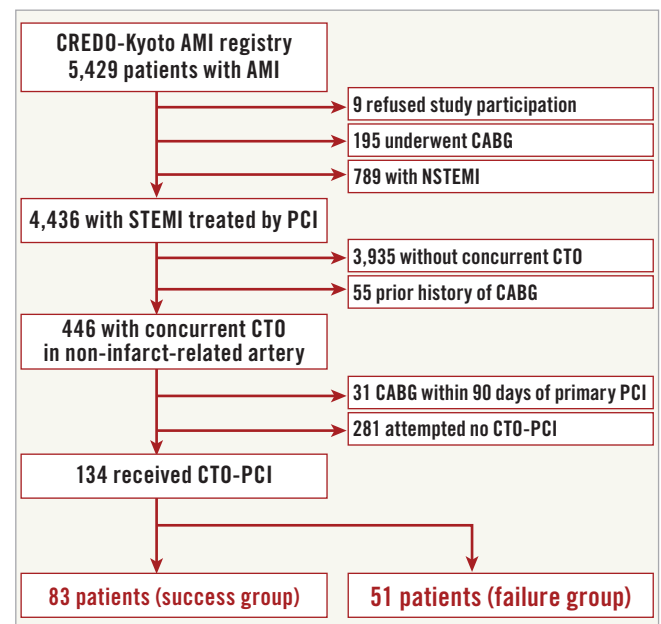 CREDO-Kyoto AMI registry
5,429 patients with AMI
9 refused study participation
195 underwent CABG
789 with NSTEMI
4,436 with STEMI treated by PCI
3,935 without concurrent CTO
55 prior history of CABG
446 with concurrent CTO
in non-infarct-related artery
31 CABG within 90 days of primary PCI
281 attempted no CTO-PCI
134 received CTO-PCI
83 patients (success group)
51 patients (failure group)